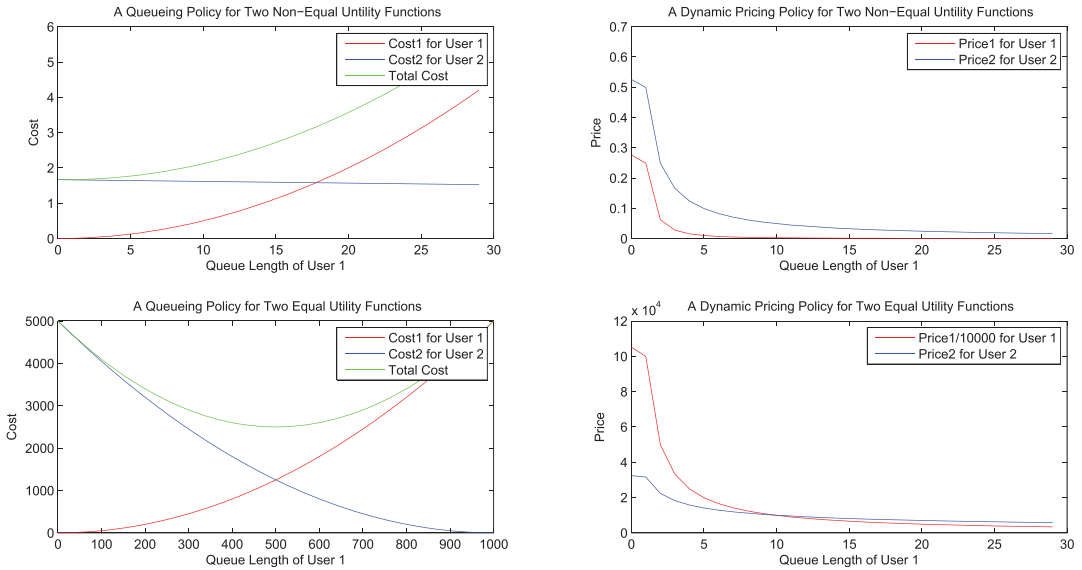 A Queueing Policy for Two Non−Equal Untility Functions
6
5
4
3
2
1
0
Cost
Cost1 for User 1
Cost2 for User 2
Total Cost
0 5 10 15 20 25 30
Queue Length of User 1
A Dynamic Pricing Policy for Two Non−Equal Untility Functions
0.7
0.6
0.5
0.4
0.3
0.2
0.1
0
Price
Price1 for User 1
Price2 for User 2
0 5 10 15 20 25 30
Queue Length of User 1
A Queueing Policy for Two Equal Utility Functions
5000
4000
3000
2000
1000
0
Cost
Cost1 for User 1
Cost2 for User 2
Total Cost
0 100 200 300 400 500 600 700 800 900 1000
Queue Length of User 1
x 10⁴
A Dynamic Pricing Policy for Two Equal Utility Functions
12
10
8
6
4
2
0
Price
Price1/10000 for User 1
Price2 for User 2
0 5 10 15 20 25 30
Queue Length of User 1